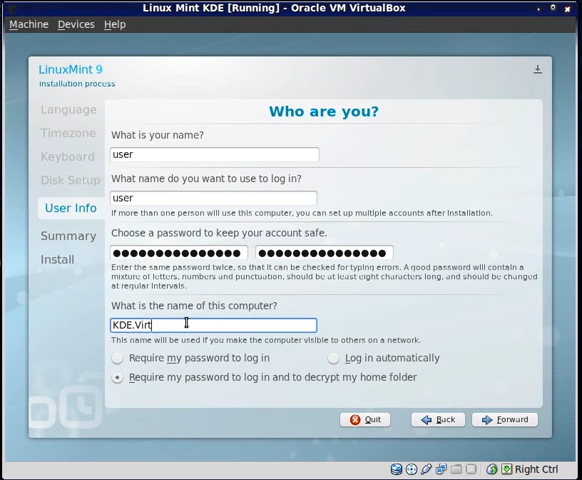 Linux Mint KDE [Running] - Oracle VM VirtualBox
Machine Devices Help
LinuxMint 9
installation process
Language
Timezone
Keyboard
Disk Setup
User Info
Summary
Install
Who are you?
What is your name?
user
What name do you want to use to log in?
user
If more than one person will use this computer, you can set up multiple accounts after installation.
Choose a password to keep your account safe.
Enter the same password twice, so that it can be checked for typing errors. A good password will contain a
mixture of letters, numbers and punctuation, should be at least eight characters long, and should be changed
at regular intervals.
What is the name of this computer?
KDE.Virt
This name will be used if you make the computer visible to others on a network.
Require my password to log in Log in automatically
Require my password to log in and to decrypt my home folder
Quit Back Forward
Right Ctrl